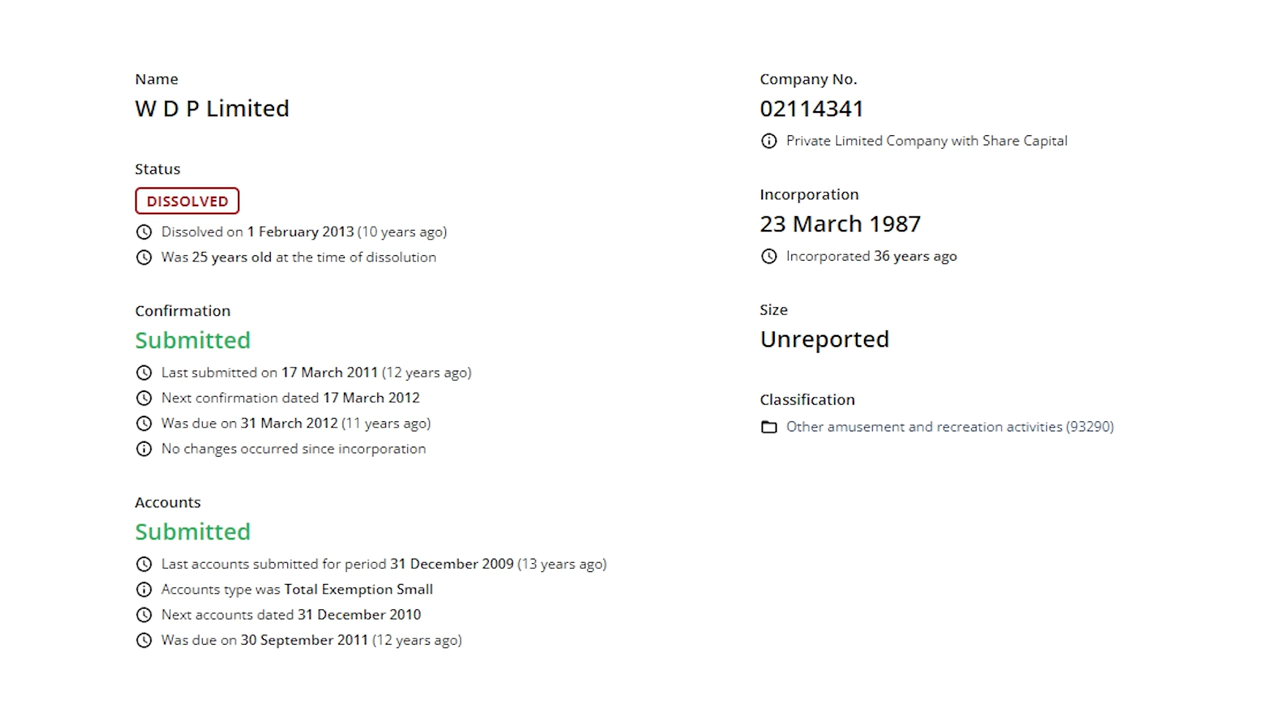 Name
W D P Limited
Status
DISSOLVED
Dissolved on 1 February 2013 (10 years ago)
Was 25 years old at the time of dissolution
Confirmation
Submitted
Last submitted on 17 March 2011 (12 years ago)
Next confirmation dated 17 March 2012
Was due on 31 March 2012 (11 years ago)
No changes occurred since incorporation
Accounts
Submitted
Last accounts submitted for period 31 December 2009 (13 years ago)
Accounts type was Total Exemption Small
Next accounts dated 31 December 2010
Was due on 30 September 2011 (12 years ago)
Company No.
02114341
Private Limited Company with Share Capital
Incorporation
23 March 1987
Incorporated 36 years ago
Size
Unreported
Classification
Other amusement and recreation activities (93290)